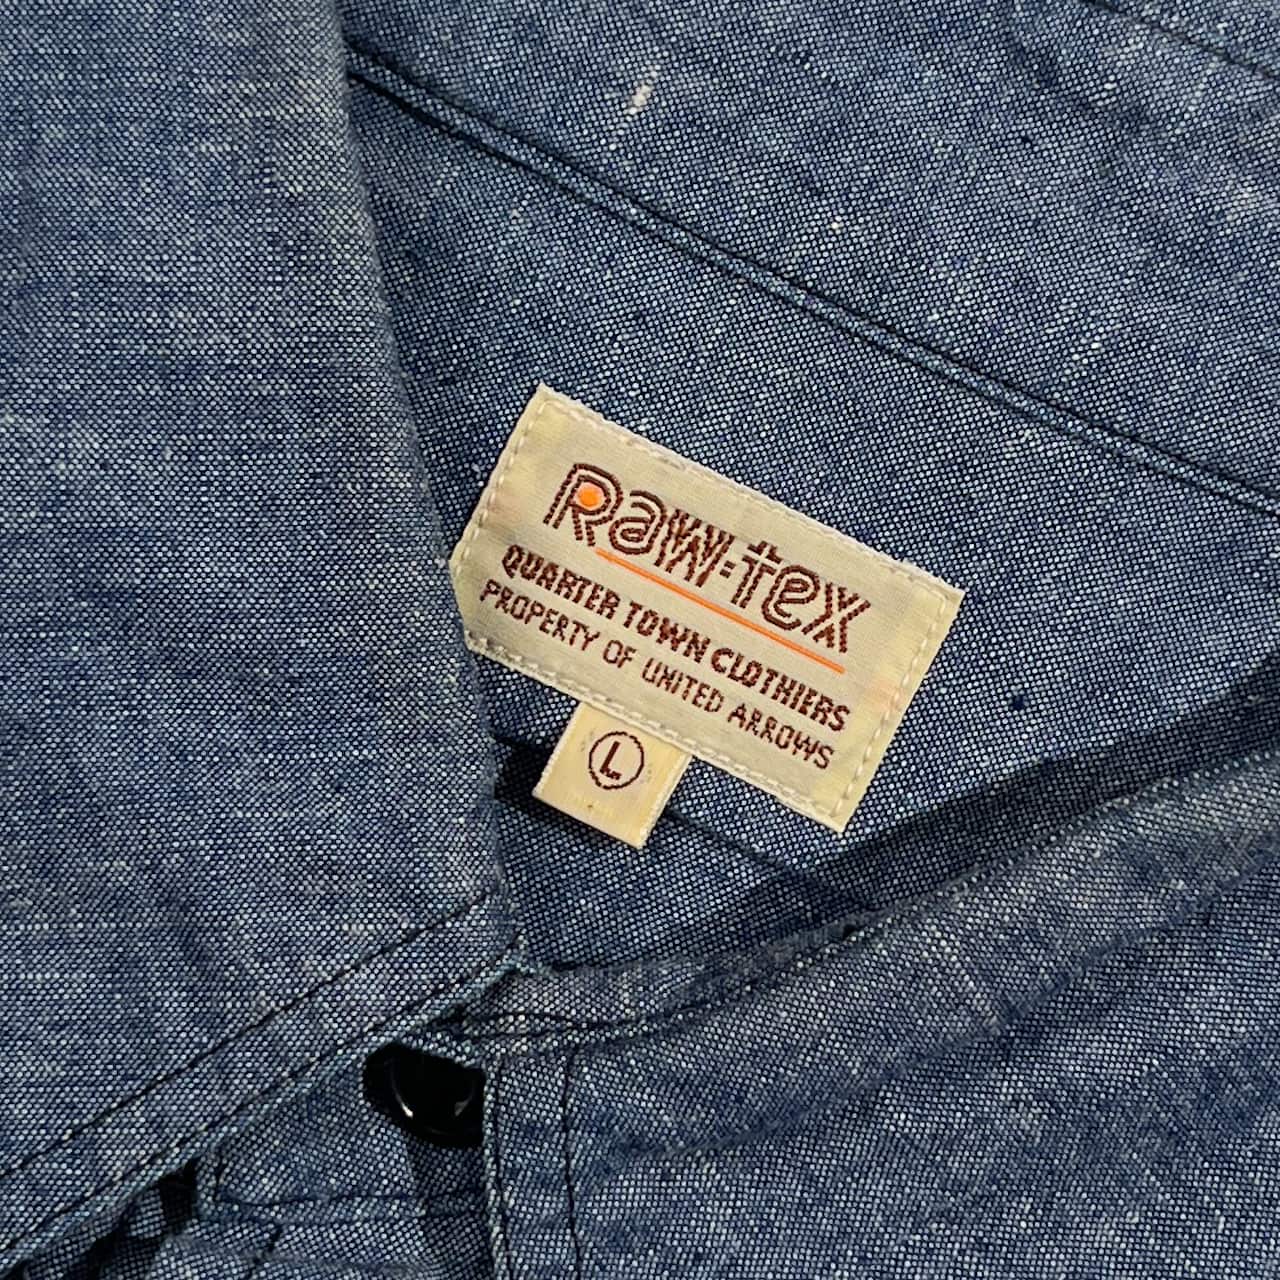 Raw-tex
QUARTER TOWN CLOTHIERS
PROPERTY OF UNITED ARROWS
L